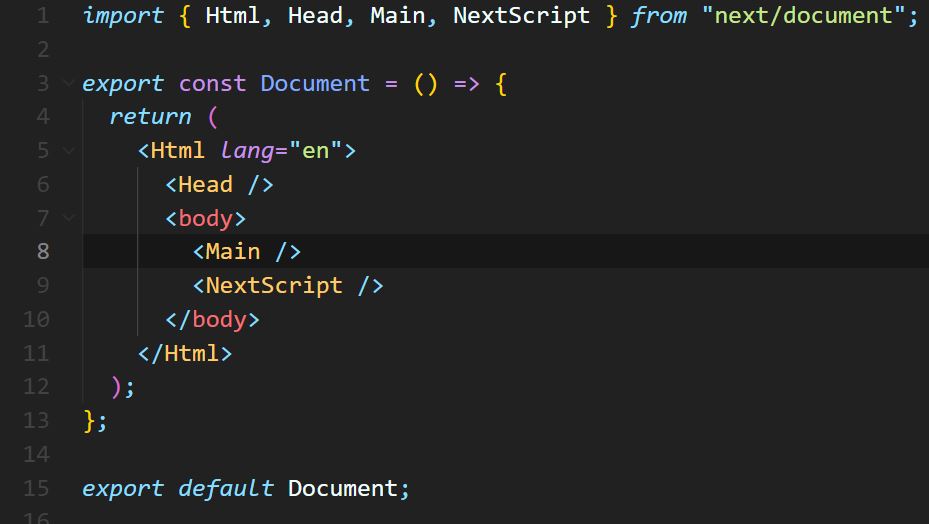 1 import { Html, Head, Main, NextScript } from "next/document";
2
3 export const Document = () => {
4 return (
5 <Html lang="en">
6 <Head />
7 <body>
8 <Main />
9 <NextScript />
10 </body>
11 </Html>
12 );
13 };
14
15 export default Document;
16